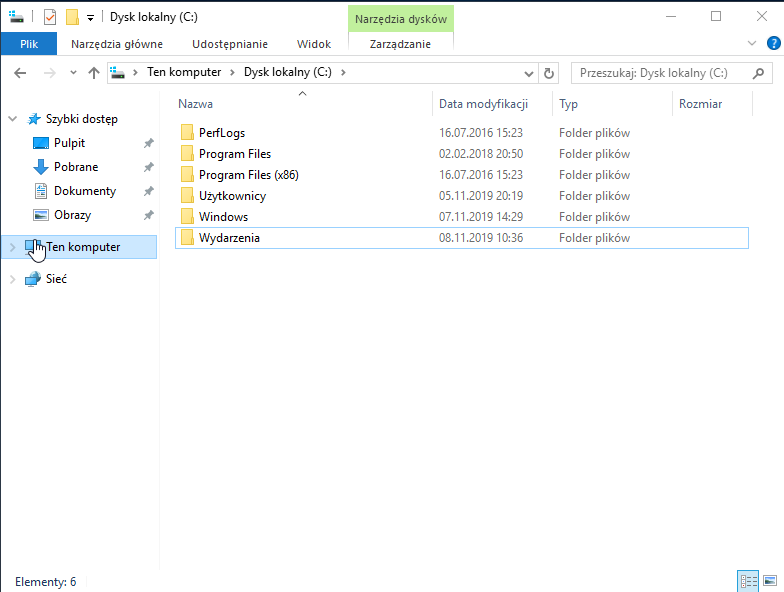 Dysk lokalny (C:)
Narzędzia dysków
Plik Narzędzia główne Udostępnianie Widok Zarządzanie ?
Ten komputer Dysk lokalny (C:) Przeszukaj: Dysk lokalny (C:)
Nazwa Data modyfikacji Typ Rozmiar
Szybki dostęp
Pulpit
Pobrane
Dokumenty
Obrazy
Ten komputer
Sieć
PerfLogs 16.07.2016 15:23 Folder plików
Program Files 02.02.2018 20:50 Folder plików
Program Files (x86) 16.07.2016 15:23 Folder plików
Użytkownicy 05.11.2019 20:19 Folder plików
Windows 07.11.2019 14:29 Folder plików
Wydarzenia 08.11.2019 10:36 Folder plików
Elementy: 6